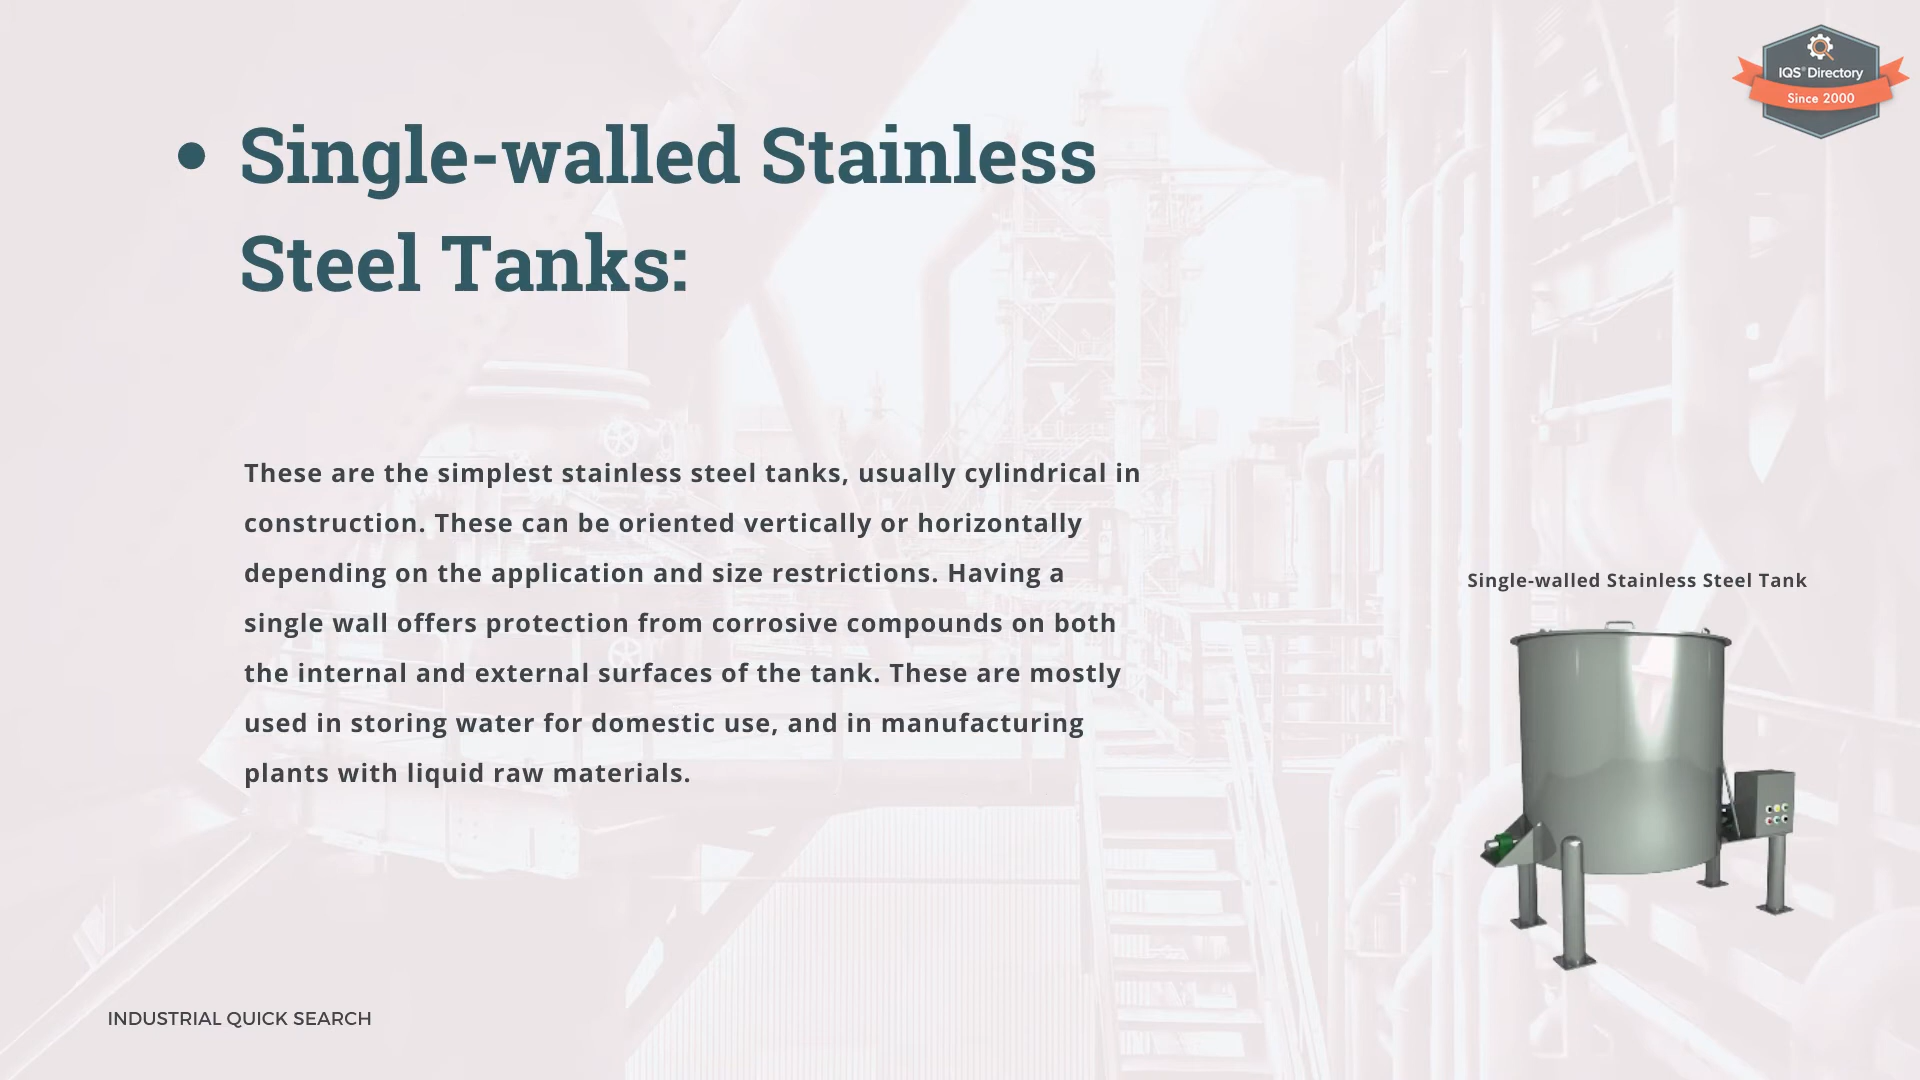 IQS® Directory
Since 2000
• Single-walled Stainless
Steel Tanks:
These are the simplest stainless steel tanks, usually cylindrical in
construction. These can be oriented vertically or horizontally
depending on the application and size restrictions. Having a
single wall offers protection from corrosive compounds on both
the internal and external surfaces of the tank. These are mostly
used in storing water for domestic use, and in manufacturing
plants with liquid raw materials.
Single-walled Stainless Steel Tank
INDUSTRIAL QUICK SEARCH